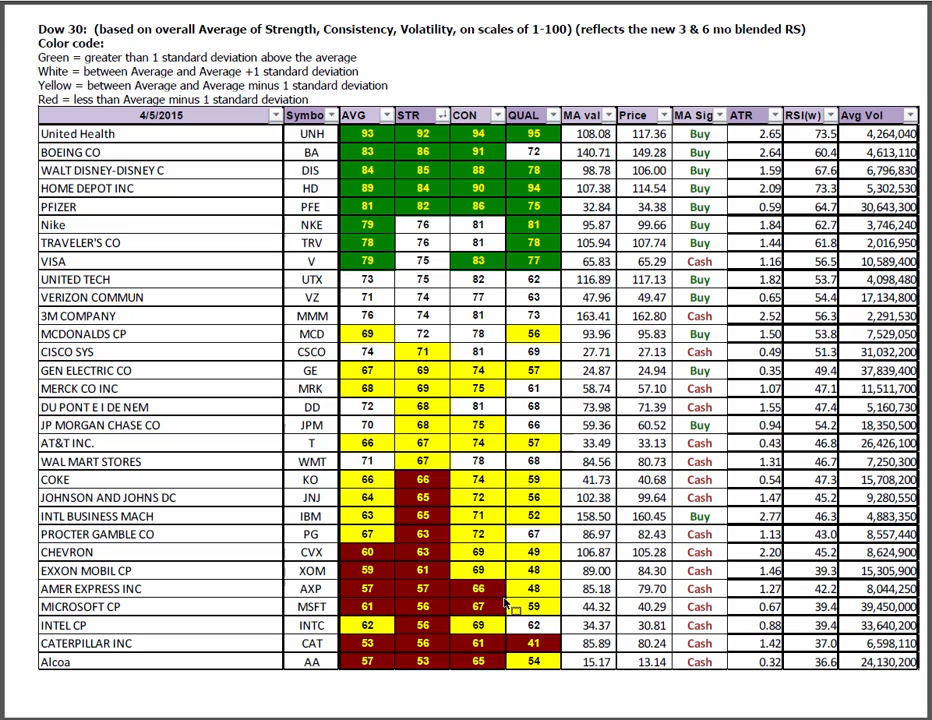 Dow 30: (based on overall Average of Strength, Consistency, Volatility, on scales of 1-100) (reflects the new 3 & 6 mo blended RS)
Color code:
Green = greater than 1 standard deviation above the average
White = between Average and Average +1 standard deviation
Yellow = between Average and Average minus 1 standard deviation
Red = less than Average minus 1 standard deviation
4/5/2015 Symbo AVG STR CON QUAL MA val Price MA Sig ATR RSI(w) Avg Vol
United Health UNH 93 92 94 95 108.08 117.36 Buy 2.65 73.5 4,264,040
BOEING CO BA 83 86 91 72 140.71 149.28 Buy 2.64 60.4 4,613,110
WALT DISNEY-DISNEY C DIS 84 85 88 78 98.78 106.00 Buy 1.59 67.6 6,796,830
HOME DEPOT INC HD 89 84 90 94 107.38 114.54 Buy 2.09 73.3 5,302,530
PFIZER PFE 81 82 86 75 32.84 34.38 Buy 0.59 64.7 30,643,300
Nike NKE 79 76 81 81 95.87 99.66 Buy 1.84 62.7 3,746,240
TRAVELER'S CO TRV 78 76 81 78 105.94 107.74 Buy 1.44 61.8 2,016,950
VISA V 79 75 83 77 65.83 65.29 Cash 1.16 56.5 10,589,400
UNITED TECH UTX 73 75 82 62 116.89 117.13 Buy 1.82 53.7 4,098,480
VERIZON COMMUN VZ 71 74 77 63 47.96 49.47 Buy 0.65 54.4 17,134,800
3M COMPANY MMM 76 74 81 73 163.41 162.80 Cash 2.52 56.3 2,291,530
MCDONALDS CP MCD 69 72 78 56 93.96 95.83 Buy 1.50 53.8 7,529,050
CISCO SYS CSCO 74 71 81 69 27.71 27.13 Cash 0.49 51.3 31,032,200
GEN ELECTRIC CO GE 67 69 74 57 24.87 24.94 Buy 0.35 49.4 37,839,400
MERCK CO INC MRK 68 69 75 61 58.74 57.10 Cash 1.07 47.1 11,511,700
DU PONT E I DE NEM DD 72 68 81 68 73.98 71.39 Cash 1.55 47.4 5,160,730
JP MORGAN CHASE CO JPM 70 68 75 66 59.36 60.52 Buy 0.94 54.2 18,350,500
AT&T INC. T 66 67 74 57 33.49 33.13 Cash 0.43 46.8 26,426,100
WAL MART STORES WMT 71 67 78 68 84.56 80.73 Cash 1.31 46.7 7,250,300
COKE KO 66 66 74 59 41.73 40.68 Cash 0.54 47.3 15,708,200
JOHNSON AND JOHNS DC JNJ 64 65 72 56 102.38 99.64 Cash 1.47 45.2 9,280,550
INTL BUSINESS MACH IBM 63 65 71 52 158.50 160.45 Buy 2.77 46.3 4,883,350
PROCTER GAMBLE CO PG 67 63 72 67 86.97 82.43 Cash 1.13 43.0 8,557,440
CHEVRON CVX 60 63 69 49 106.87 105.28 Cash 2.20 45.2 8,624,900
EXXON MOBIL CP XOM 59 61 69 48 89.00 84.30 Cash 1.46 39.3 15,305,900
AMER EXPRESS INC AXP 57 57 66 48 85.18 79.70 Cash 1.27 42.2 8,044,250
MICROSOFT CP MSFT 61 56 67 59 44.32 40.29 Cash 0.67 39.4 39,450,000
INTEL CP INTC 62 56 69 62 34.37 30.81 Cash 0.88 39.4 33,640,200
CATERPILLAR INC CAT 53 56 61 41 85.89 80.24 Cash 1.42 37.0 6,598,110
Alcoa AA 57 53 65 54 15.17 13.14 Cash 0.32 36.6 24,130,200